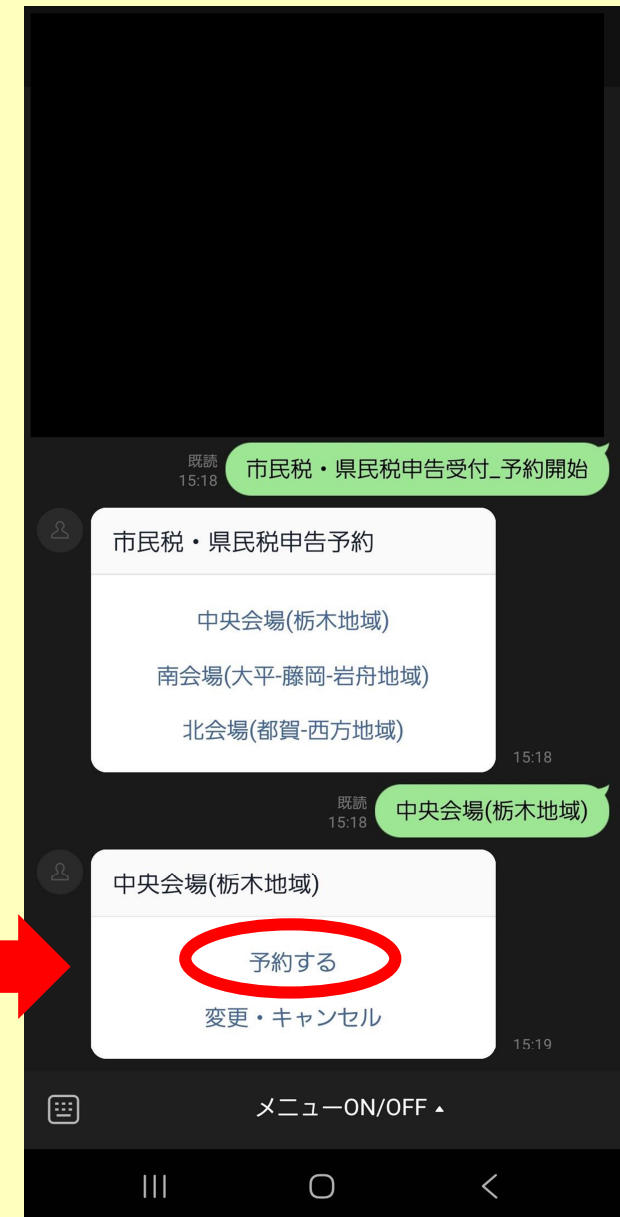 既読
15:18
市民税・県民税申告受付_予約開始
市民税・県民税申告予約
中央会場(栃木地域)
南会場(大平-藤岡-岩舟地域)
北会場(都賀-西方地域)
15:18
既読
15:18
中央会場(栃木地域)
中央会場(栃木地域)
予約する
変更・キャンセル
15:19
メニューON/OFF